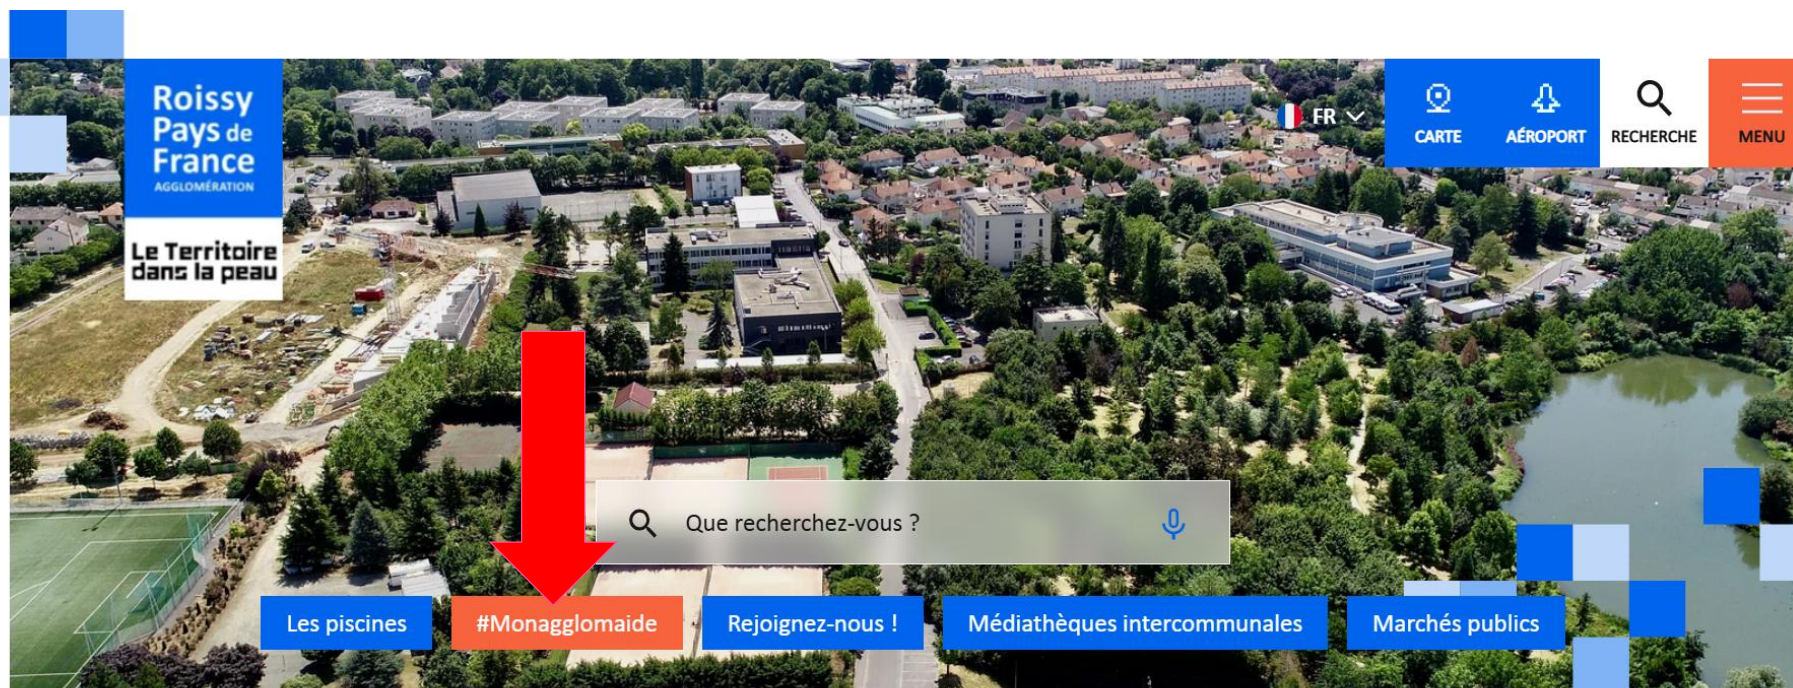 Roissy
Pays de
France
AGGLOMÉRATION
Le Territoire
dans la peau
FR
CARTE
AÉROPORT
RECHERCHE
MENU
Que recherchez-vous ?
Les piscines
#Monagglomaide
Rejoignez-nous !
Médiathèques intercommunales
Marchés publics